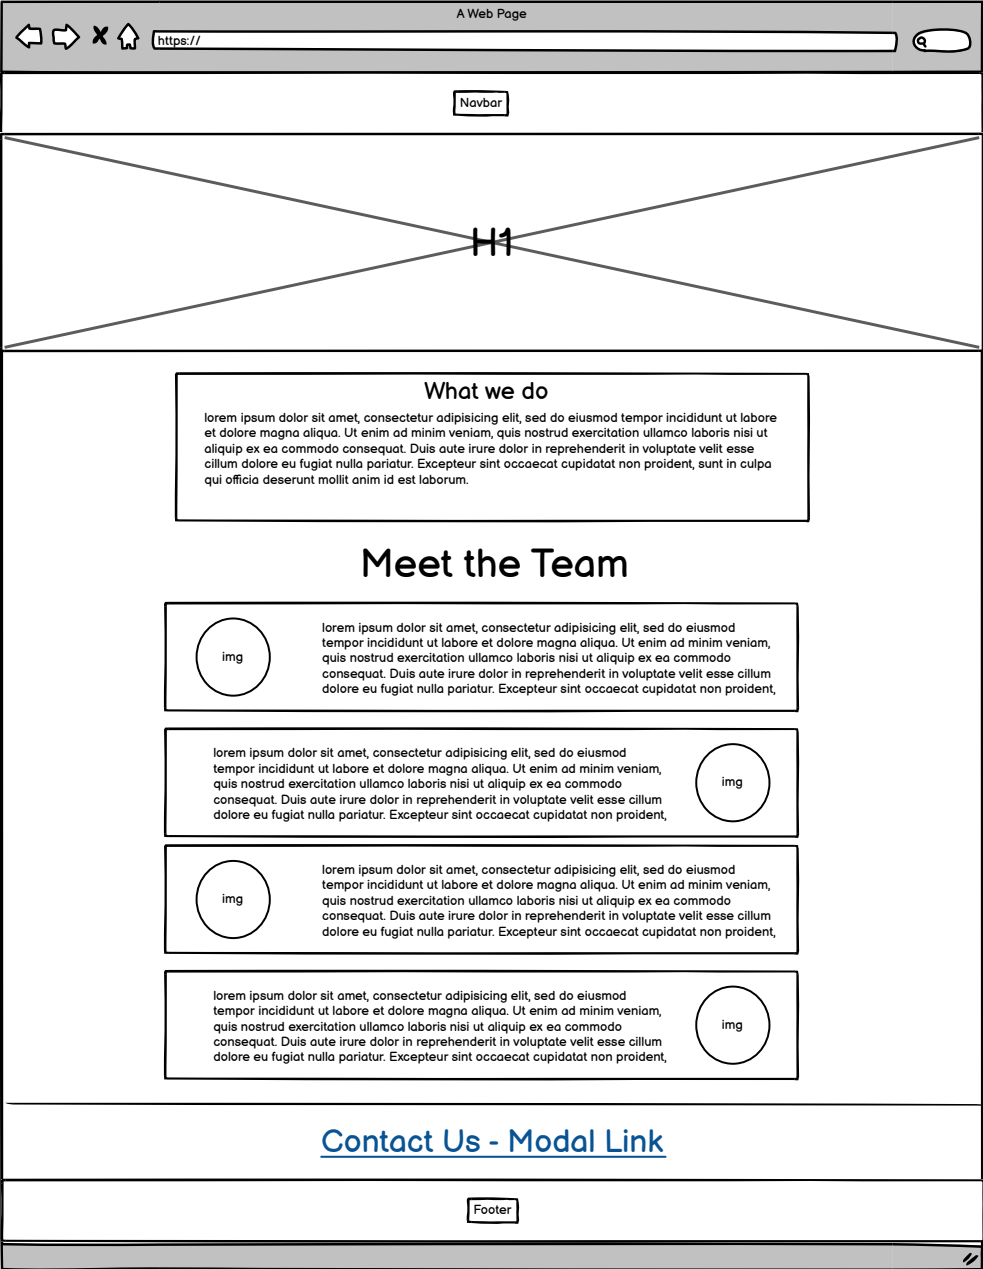 A Web Page
https://
Navbar
H1
What we do
lorem ipsum dolor sit amet, consectetur adipisicing elit, sed do eiusmod tempor incididunt ut labore
et dolore magna aliqua. Ut enim ad minim veniam, quis nostrud exercitation ullamco laboris nisi ut
aliquip ex ea commodo consequat. Duis aute irure dolor in reprehenderit in voluptate velit esse
cillum dolore eu fugiat nulla pariatur. Excepteur sint occaecat cupidatat non proident, sunt in culpa
qui officia deserunt mollit anim id est laborum.
Meet the Team
img
lorem ipsum dolor sit amet, consectetur adipisicing elit, sed do eiusmod
tempor incididunt ut labore et dolore magna aliqua. Ut enim ad minim veniam,
quis nostrud exercitation ullamco laboris nisi ut aliquip ex ea commodo
consequat. Duis aute irure dolor in reprehenderit in voluptate velit esse cillum
dolore eu fugiat nulla pariatur. Excepteur sint occaecat cupidatat non proident,
lorem ipsum dolor sit amet, consectetur adipisicing elit, sed do eiusmod
tempor incididunt ut labore et dolore magna aliqua. Ut enim ad minim veniam,
quis nostrud exercitation ullamco laboris nisi ut aliquip ex ea commodo
consequat. Duis aute irure dolor in reprehenderit in voluptate velit esse cillum
dolore eu fugiat nulla pariatur. Excepteur sint occaecat cupidatat non proident,
img
img
lorem ipsum dolor sit amet, consectetur adipisicing elit, sed do eiusmod
tempor incididunt ut labore et dolore magna aliqua. Ut enim ad minim veniam,
quis nostrud exercitation ullamco laboris nisi ut aliquip ex ea commodo
consequat. Duis aute irure dolor in reprehenderit in voluptate velit esse cillum
dolore eu fugiat nulla pariatur. Excepteur sint occaecat cupidatat non proident,
lorem ipsum dolor sit amet, consectetur adipisicing elit, sed do eiusmod
tempor incididunt ut labore et dolore magna aliqua. Ut enim ad minim veniam,
quis nostrud exercitation ullamco laboris nisi ut aliquip ex ea commodo
consequat. Duis aute irure dolor in reprehenderit in voluptate velit esse cillum
dolore eu fugiat nulla pariatur. Excepteur sint occaecat cupidatat non proident,
img
Contact Us - Modal Link
Footer